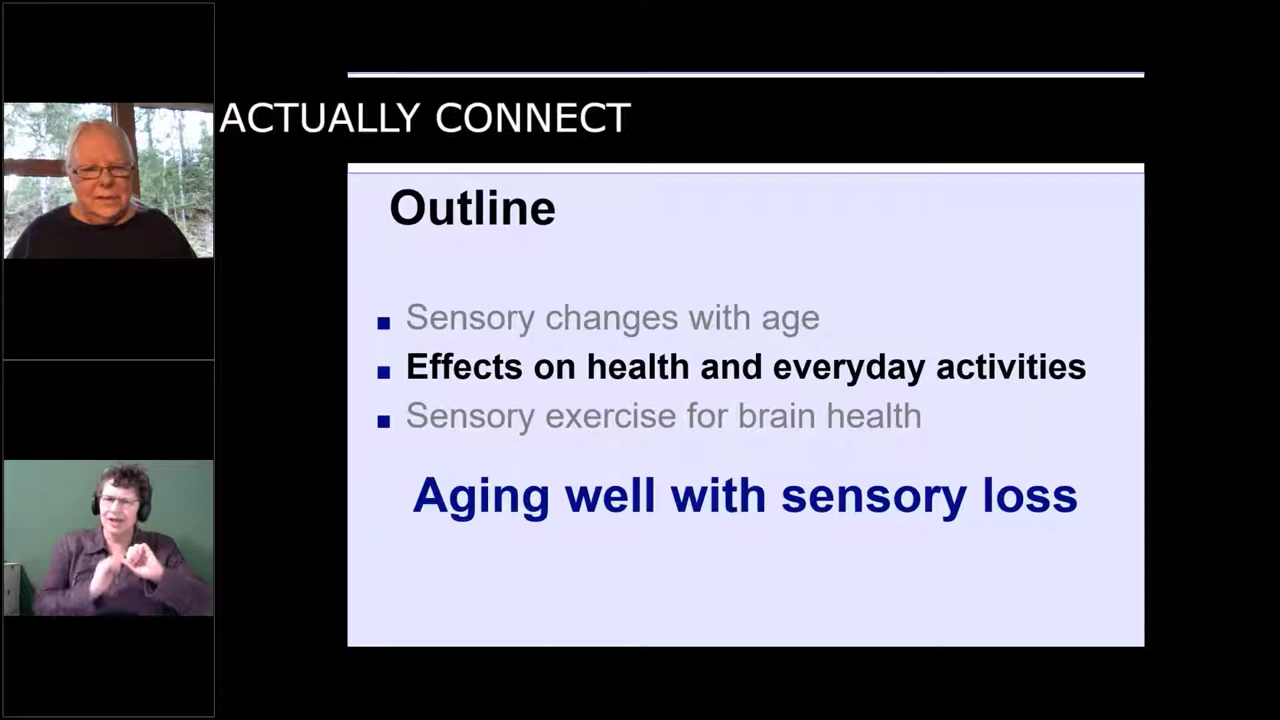 ACTUALLY CONNECT
Outline
Sensory changes with age
Effects on health and everyday activities
Sensory exercise for brain health
Aging well with sensory loss